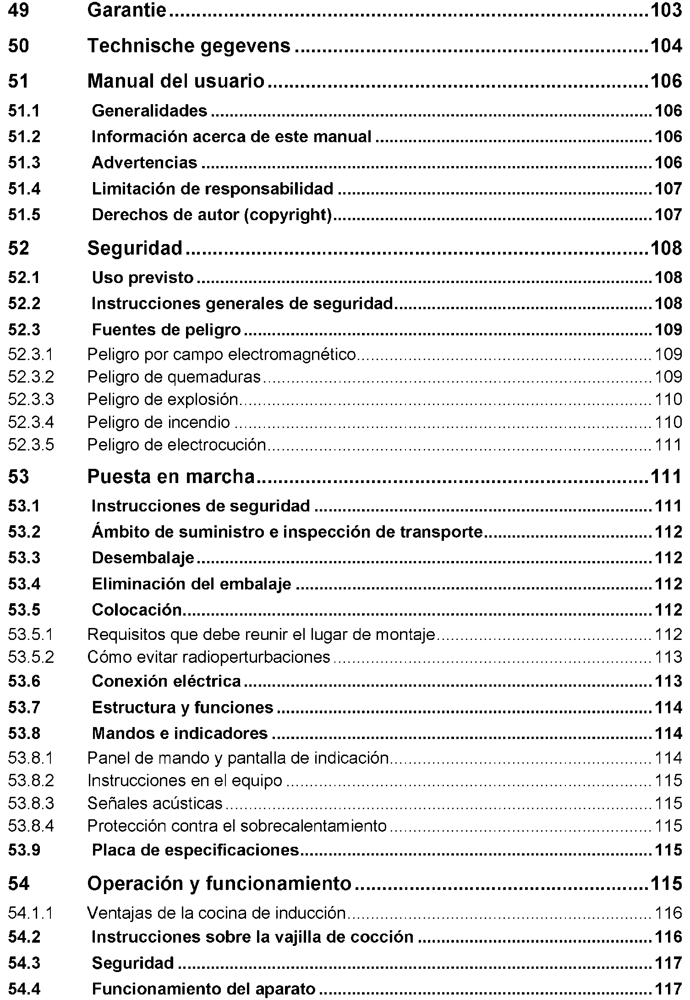 49 Garantie 103
50 Technische gegevens 104
51 Manual del usuario 106
51.1 Generalidades 106
51.2 Información acerca de este manual 106
51.3 Advertencias 106
51.4 Limitación de responsabilidad 107
51.5 Derechos de autor (copyright) 107
52 Seguridad 108
52.1 Uso previsto 108
52.2 Instrucciones generales de seguridad 108
52.3 Fuentes de peligro 109
52.3.1 Peligro por campo electromagnético 109
52.3.2 Peligro de quemaduras 109
52.3.3 Peligro de explosión 110
52.3.4 Peligro de incendio 110
52.3.5 Peligro de electrocución 111
53 Puesta en marcha 111
53.1 Instrucciones de seguridad 111
53.2 Ámbito de suministro e inspección de transporte 112
53.3 Desembalaje 112
53.4 Eliminación del embalaje 112
53.5 Colocación 112
53.5.1 Requisitos que debe reunir el lugar de montaje 112
53.5.2 Cómo evitar radioperturbaciones 113
53.6 Conexión eléctrica 113
53.7 Estructura y funciones 114
53.8 Mandos e indicadores 114
53.8.1 Panel de mando y pantalla de indicación 114
53.8.2 Instrucciones en el equipo 115
53.8.3 Señales acústicas 115
53.8.4 Protección contra el sobrecalentamiento 115
53.9 Placa de especificaciones 115
54 Operación y funcionamiento 115
54.1.1 Ventajas de la cocina de inducción 116
54.2 Instrucciones sobre la vajilla de cocción 116
54.3 Seguridad 117
54.4 Funcionamiento del aparato 117